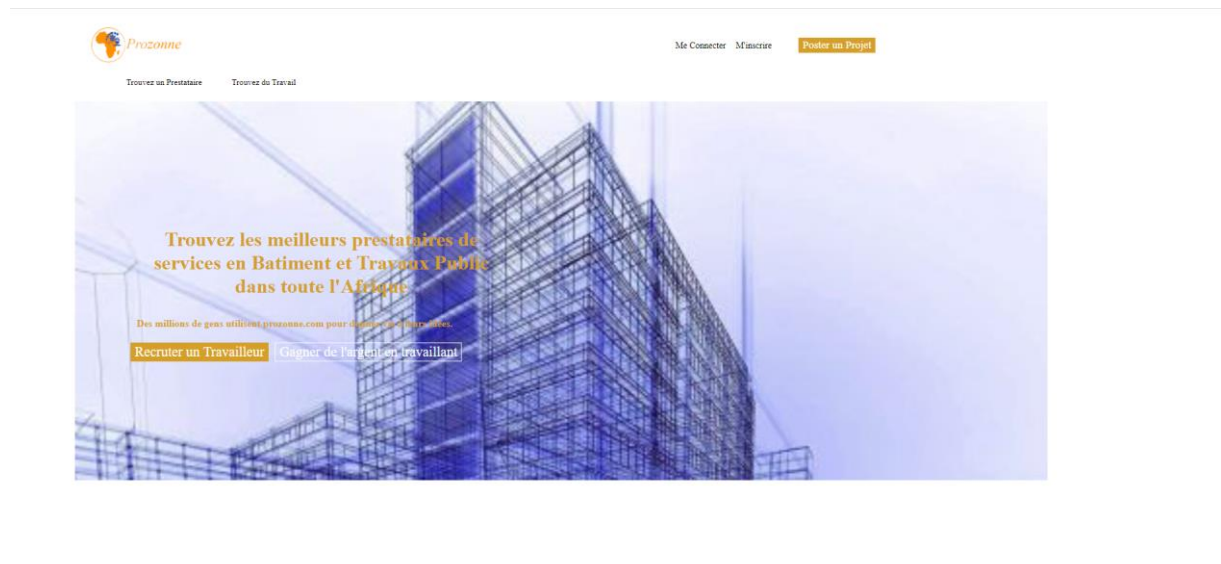 Prozonne
Me Connecter M'inscrire Poster un Projet
Trouvez un Prestataire Trouvez du Travail
Trouvez les meilleurs prestataires de
services en Batiment et Travaux Public
dans toute l'Afrique
Des millions de gens utilisent prozonne.com pour
Recruter un Travailleur Gagner de l'argent en travaillant